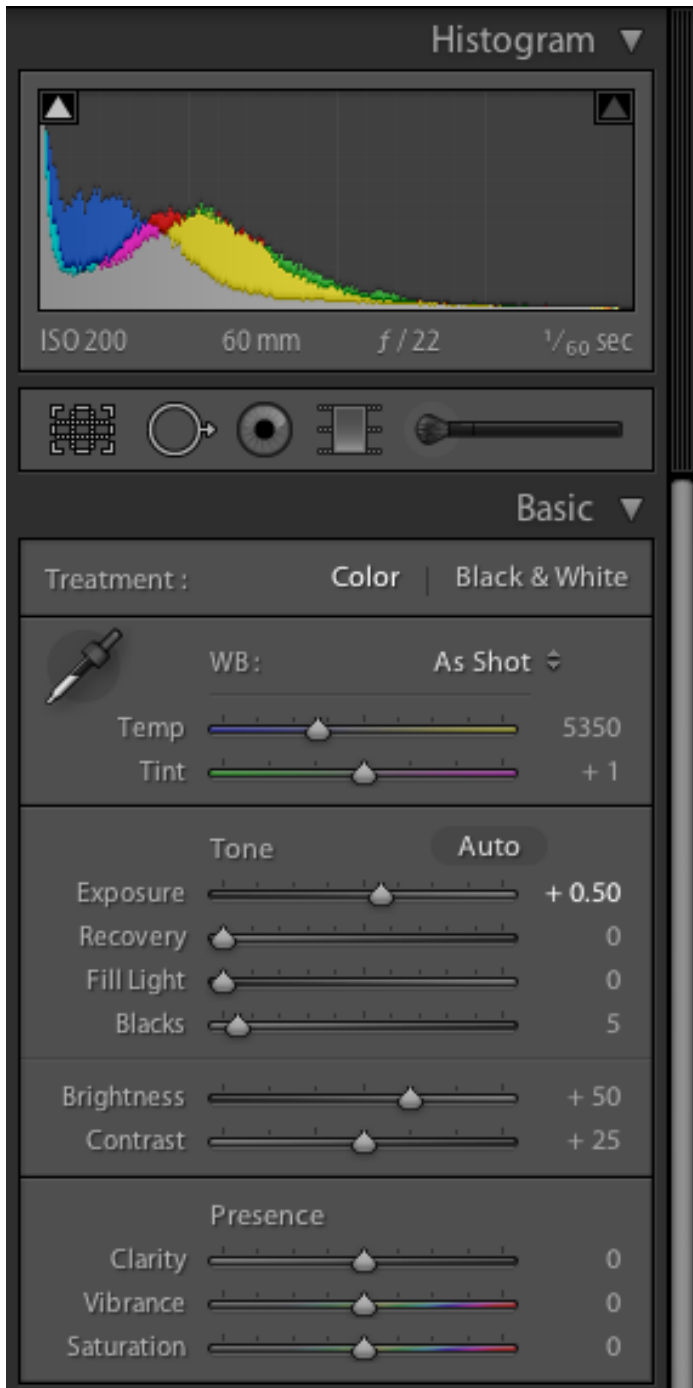 Histogram ▼
ISO 200 60 mm ƒ / 22 ¹⁄₆₀ sec
Basic ▼
Treatment : Color | Black & White
WB: As Shot
Temp 5350
Tint + 1
Tone Auto
Exposure + 0.50
Recovery 0
Fill Light 0
Blacks 5
Brightness + 50
Contrast + 25
Presence
Clarity 0
Vibrance 0
Saturation 0